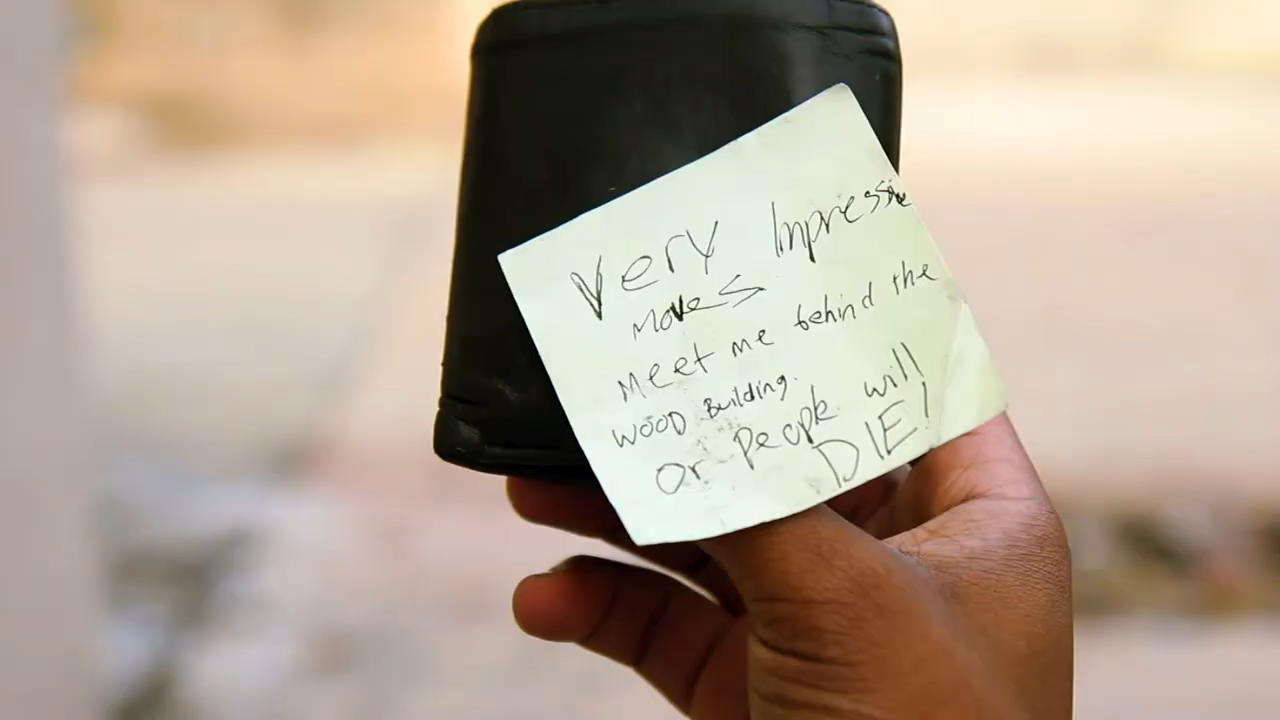 Very Impressive
moves
meet me behind the
WOOD Building.
Or People will
DIE!